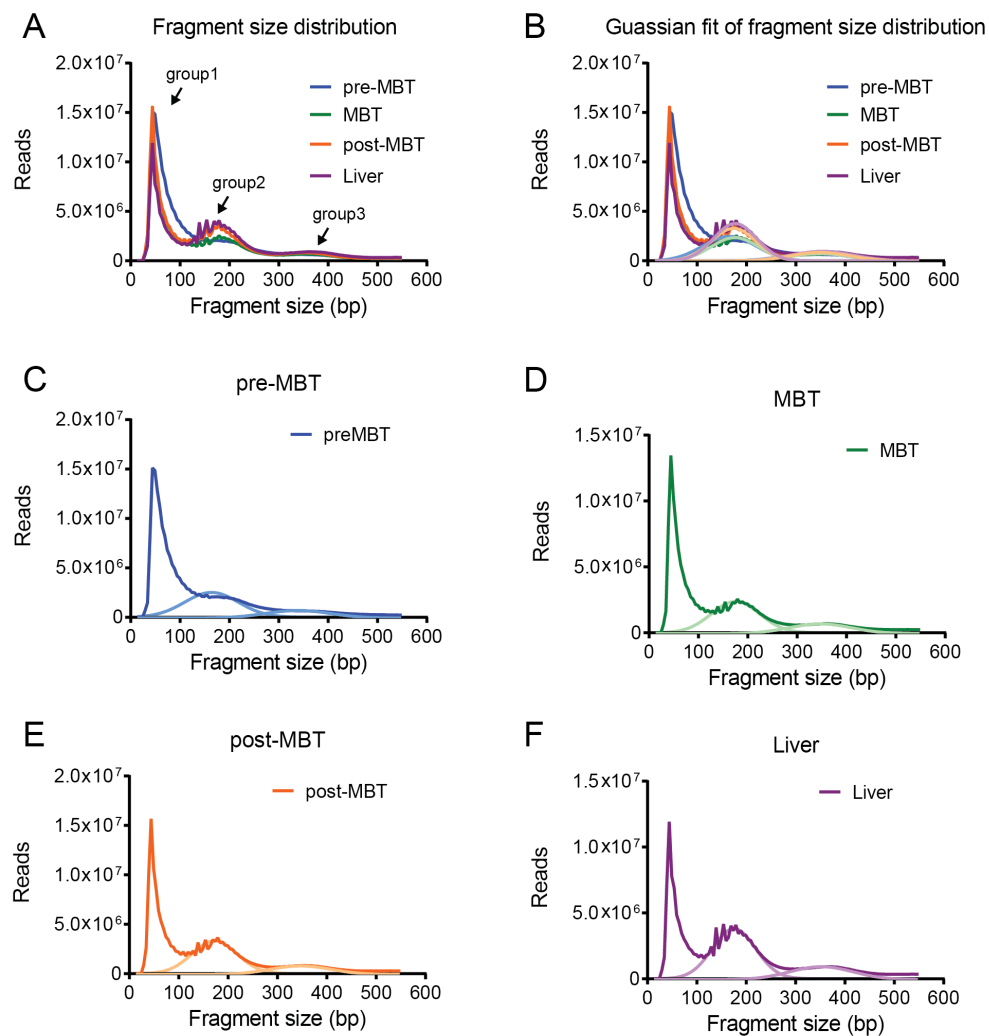 A
Fragment size distribution
2.0x10⁷
1.5x10⁷
1.0x10⁷
5.0x10⁶
0
Reads
group1
group2
group3
pre-MBT
MBT
post-MBT
Liver
0 100 200 300 400 500 600
Fragment size (bp)
B
Guassian fit of fragment size distribution
2.0x10⁷
1.5x10⁷
1.0x10⁷
5.0x10⁶
0
Reads
pre-MBT
MBT
post-MBT
Liver
0 100 200 300 400 500 600
Fragment size (bp)
C
pre-MBT
2.0x10⁷
1.5x10⁷
1.0x10⁷
5.0x10⁶
0
Reads
preMBT
0 100 200 300 400 500 600
Fragment size (bp)
D
MBT
1.5x10⁷
1.0x10⁷
5.0x10⁶
0
Reads
MBT
0 100 200 300 400 500 600
Fragment size (bp)
E
post-MBT
2.0x10⁷
1.5x10⁷
1.0x10⁷
5.0x10⁶
0
Reads
post-MBT
0 100 200 300 400 500 600
Fragment size (bp)
F
Liver
1.5x10⁷
1.0x10⁷
5.0x10⁶
0
Reads
Liver
0 100 200 300 400 500 600
Fragment size (bp)